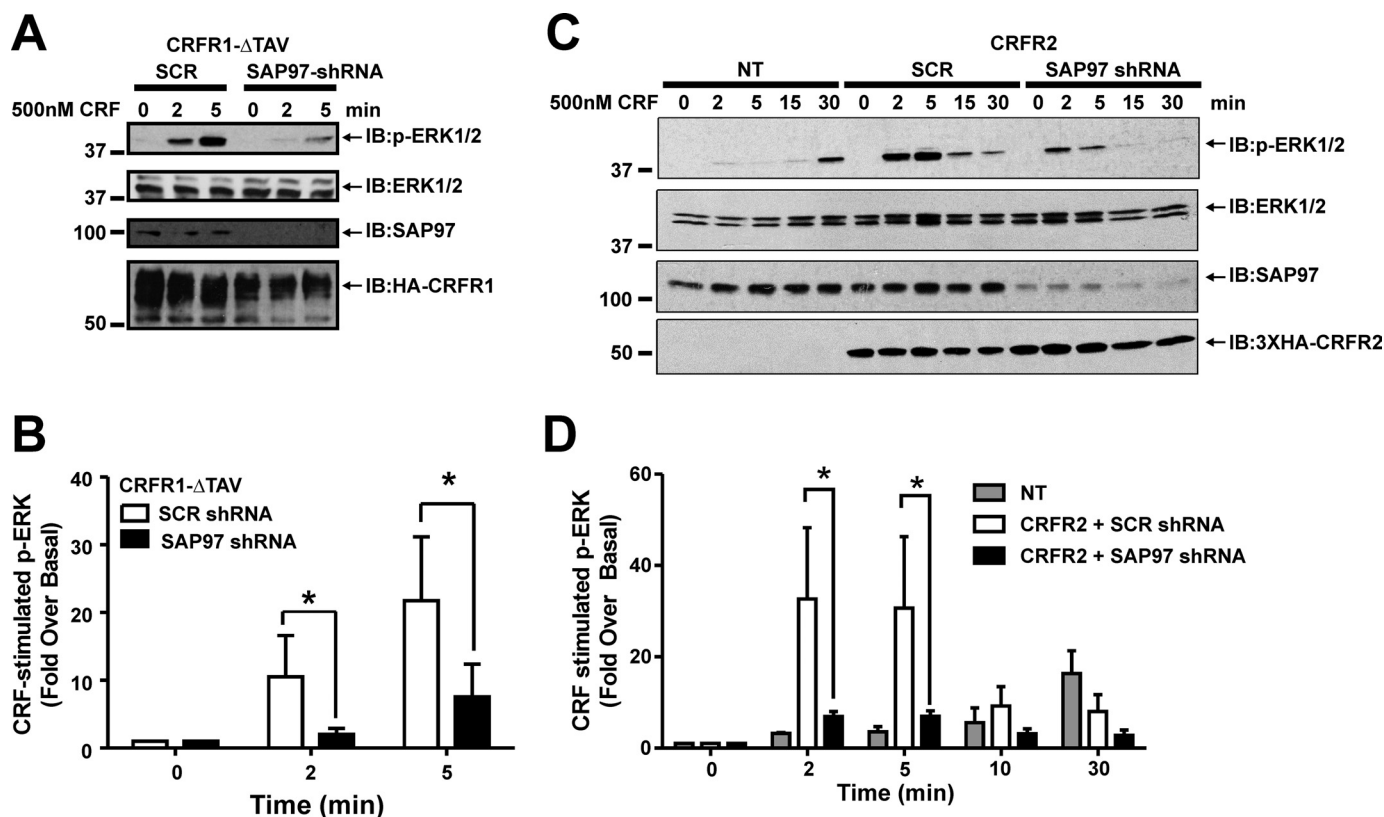 A
CRFR1-ΔTAV
SCR SAP97-shRNA
500nM CRF 0 2 5 0 2 5 min
37 IB:p-ERK1/2
37 IB:ERK1/2
100 IB:SAP97
50 IB:HA-CRFR1
C
CRFR2
NT SCR SAP97 shRNA
500nM CRF 0 2 5 15 30 0 2 5 15 30 0 2 5 15 30 min
37 IB:p-ERK1/2
37 IB:ERK1/2
100 IB:SAP97
50 IB:3XHA-CRFR2
B
CRF-stimulated p-ERK
(Fold Over Basal)
40
30
20
10
0
CRFR1-ΔTAV
SCR shRNA
SAP97 shRNA
* *
0 2 5
Time (min)
D
CRF stimulated p-ERK
(Fold Over Basal)
60
40
20
0
* *
NT
CRFR2 + SCR shRNA
CRFR2 + SAP97 shRNA
0 2 5 10 30
Time (min)